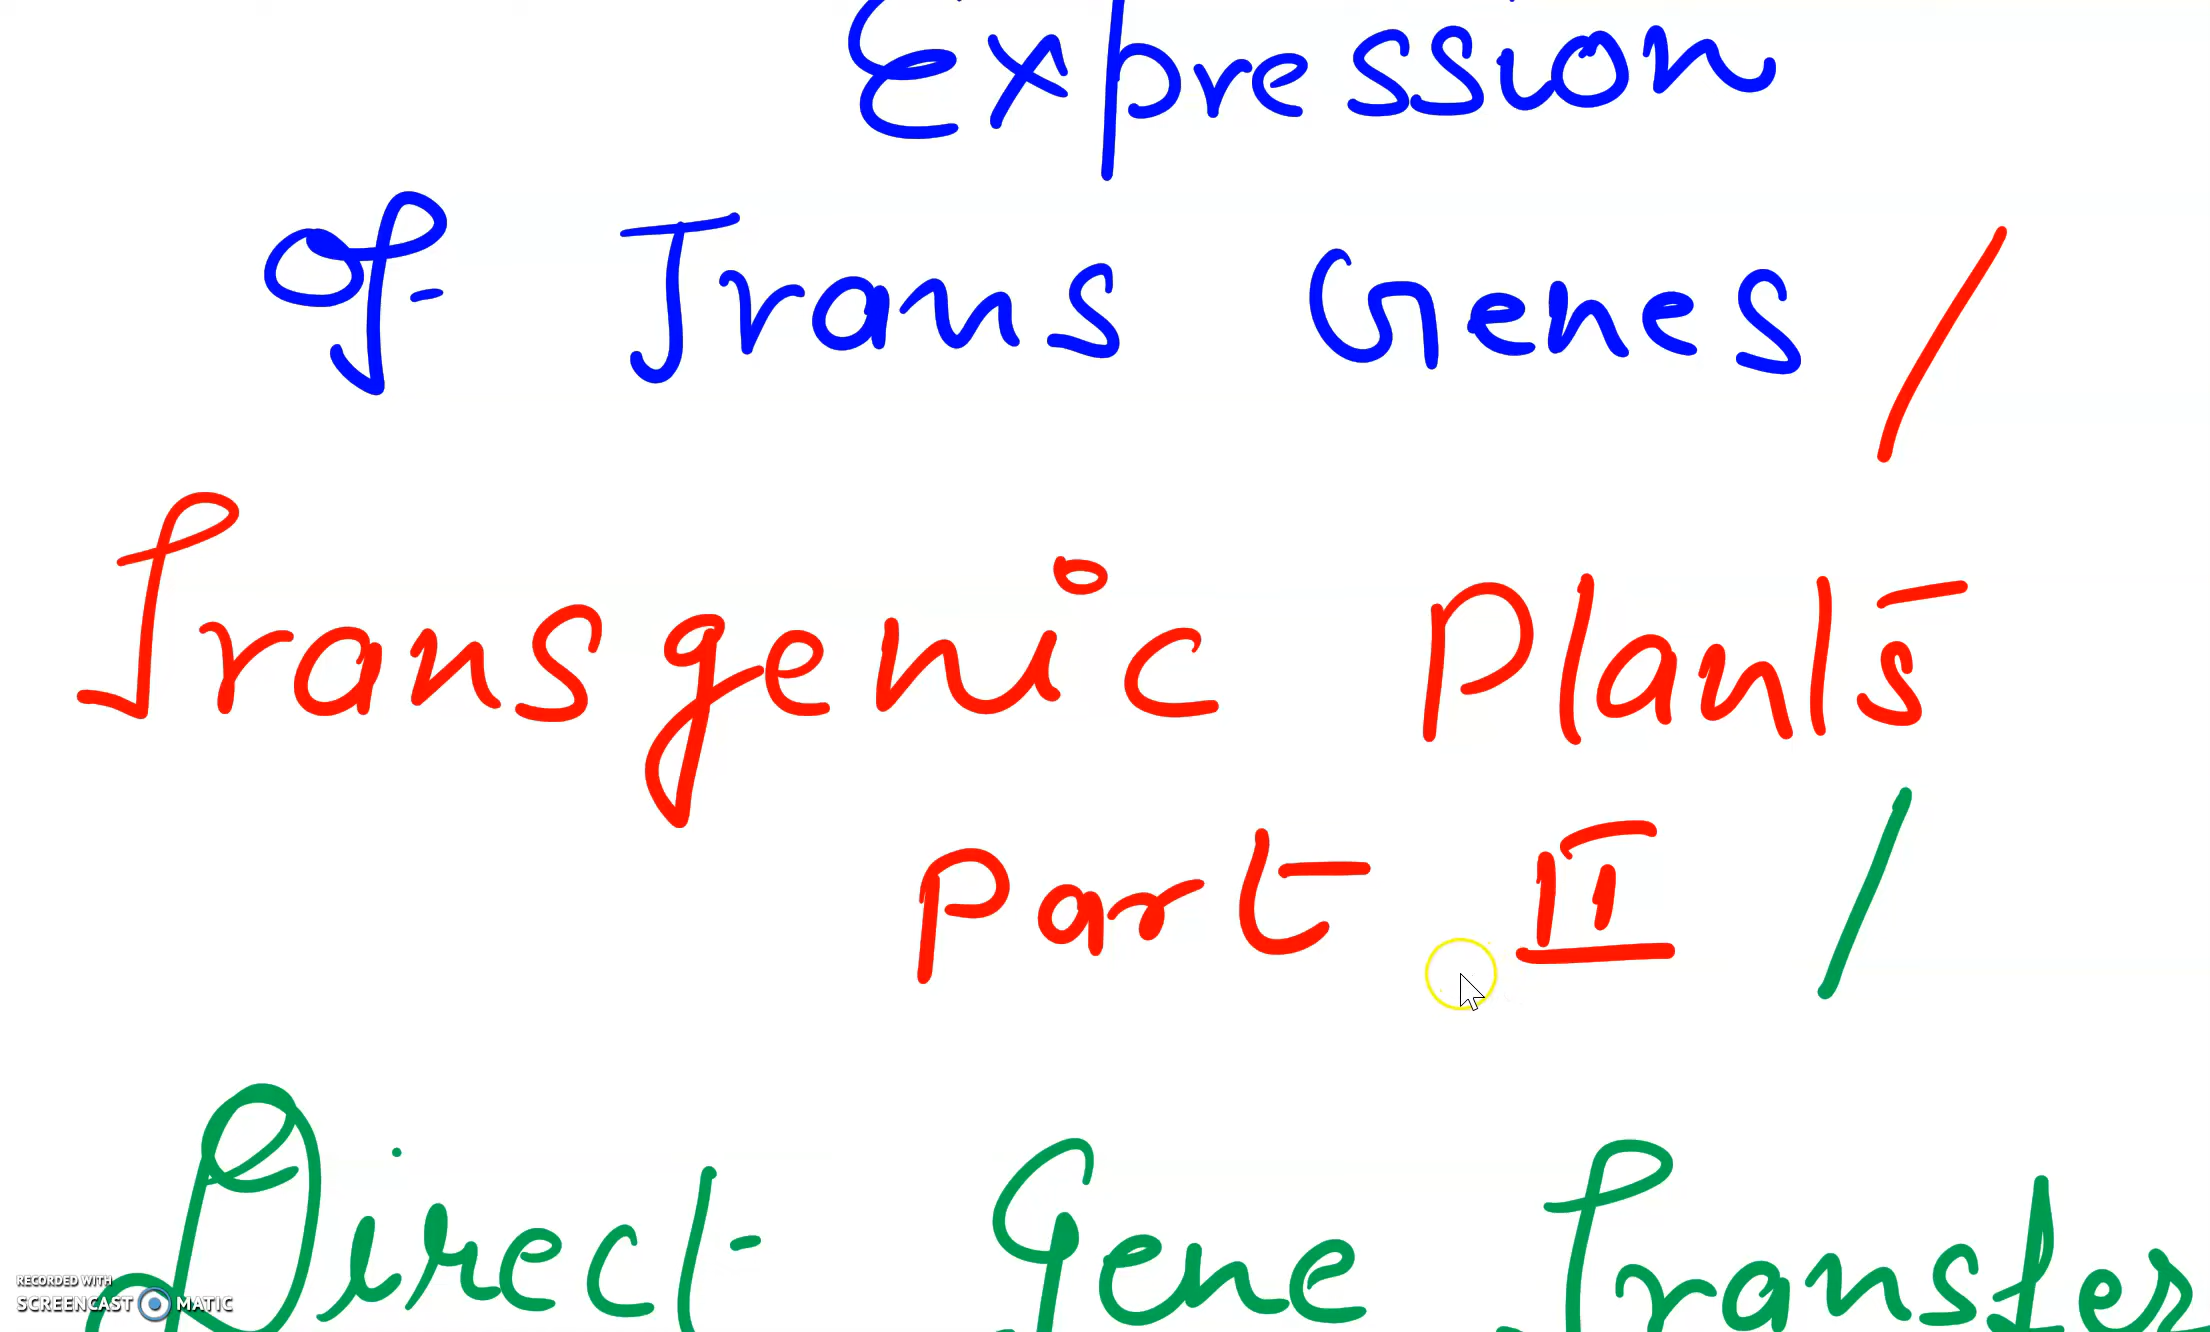 Expression
of Trans Genes /
Transgenic Plants
Part II /
Direct Gene Transfer
RECORDED WITH
SCREENCAST MATIC